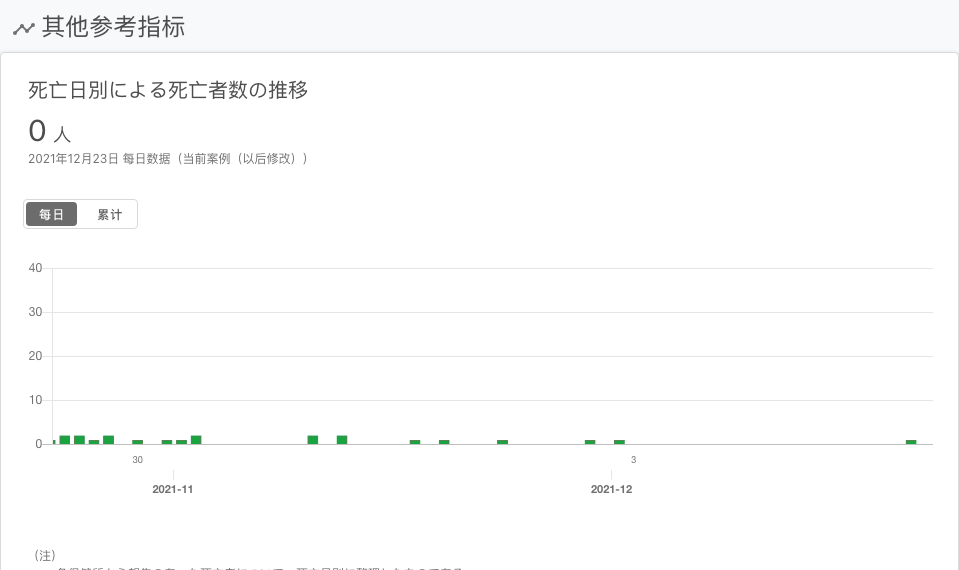 其他参考指标
死亡日別による死亡者数の推移
0 人
2021年12月23日 每日数据（当前案例（以后修改））
每日 累计
40
30
20
10
0
30 3
2021-11 2021-12
（注）